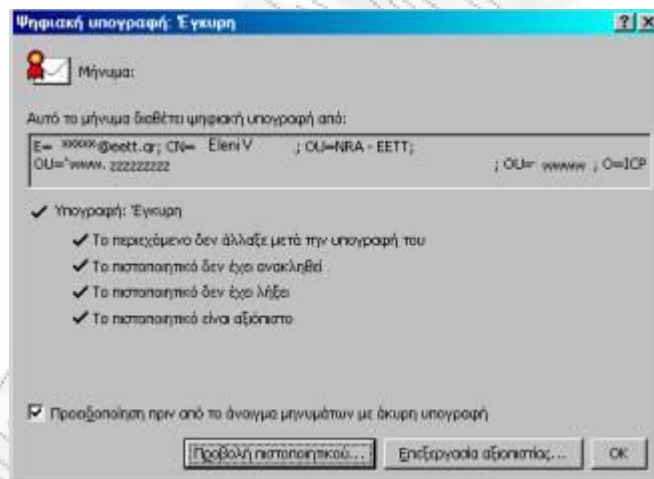 Ψηφιακή υπογραφή: Έγκυρη
Μήνυμα:
Αυτό το μήνυμα διαθέτει ψηφιακή υπογραφή από:
E= xxxxx@eett.gr; CN= Eleni V ; OU=NRA - EETT;
OU="www. zzzzzzzzz ; OU= wwwww ; O=ICP
Υπογραφή: Έγκυρη
Το περιεχόμενο δεν άλλαξε μετά την υπογραφή του
Το πιστοποιητικό δεν έχει ανακληθεί
Το πιστοποιητικό δεν έχει λήξει
Το πιστοποιητικό είναι αξιόπιστο
Προειδοποίηση πριν από το άνοιγμα μηνυμάτων με άκυρη υπογραφή
Προβολή πιστοποιητικού... Επεξεργασία αξιοπιστίας... OK